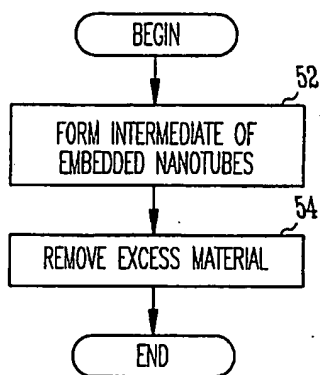 BEGIN
52
FORM INTERMEDIATE OF
EMBEDDED NANOTUBES
54
REMOVE EXCESS MATERIAL
END